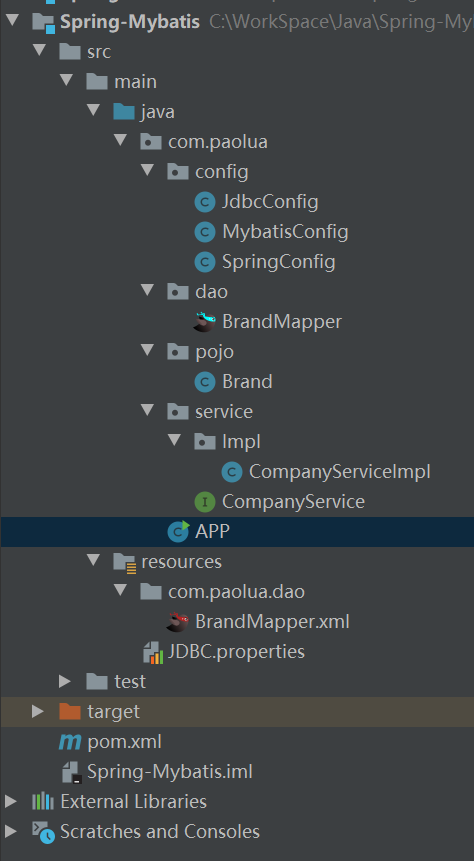 Spring-Mybatis C:\WorkSpace\Java\Spring-My
src
main
java
com.paolua
config
JdbcConfig
MybatisConfig
SpringConfig
dao
BrandMapper
pojo
Brand
service
Impl
CompanyServiceImpl
CompanyService
APP
resources
com.paolua.dao
BrandMapper.xml
JDBC.properties
test
target
pom.xml
Spring-Mybatis.iml
External Libraries
Scratches and Consoles